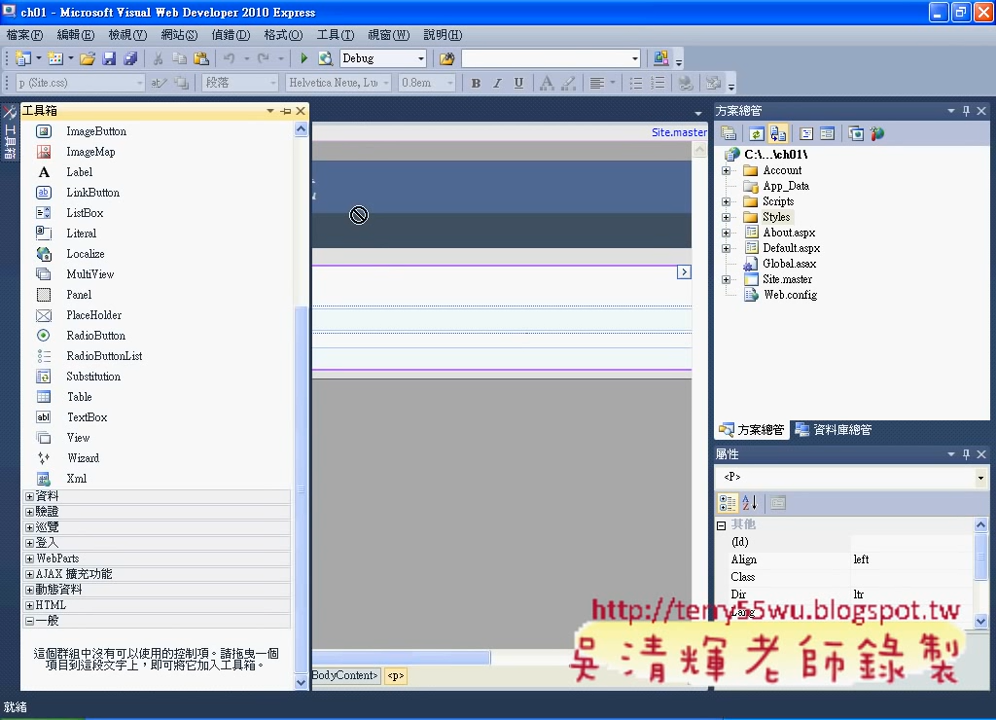 ch01 - Microsoft Visual Web Developer 2010 Express
檔案(F) 編輯(E) 檢視(V) 網站(S) 偵錯(D) 格式(O) 工具(T) 視窗(W) 說明(H)
Debug
p (Site.css) 段落 Helvetica Neue, Lu 0.8em B I U A
工具箱
工具箱
ImageButton
ImageMap
Label
LinkButton
ListBox
Literal
Localize
MultiView
Panel
PlaceHolder
RadioButton
RadioButtonList
Substitution
Table
TextBox
View
Wizard
Xml
資料
驗證
巡覽
登入
WebParts
AJAX 擴充功能
動態資料
HTML
一般
這個群組中沒有可以使用的控制項。請拖曳一個
項目到這段文字上，即可將它加入工具箱。
Site.master
BodyContent> <p>
方案總管
C:\...\ch01\
Account
App_Data
Scripts
Styles
About.aspx
Default.aspx
Global.asax
Site.master
Web.config
方案總管 資料庫總管
屬性
<P>
其他
(Id)
Align left
Class
Dir ltr
Lang
http://terry55wu.blogspot.tw
吳清輝老師錄製
就緒